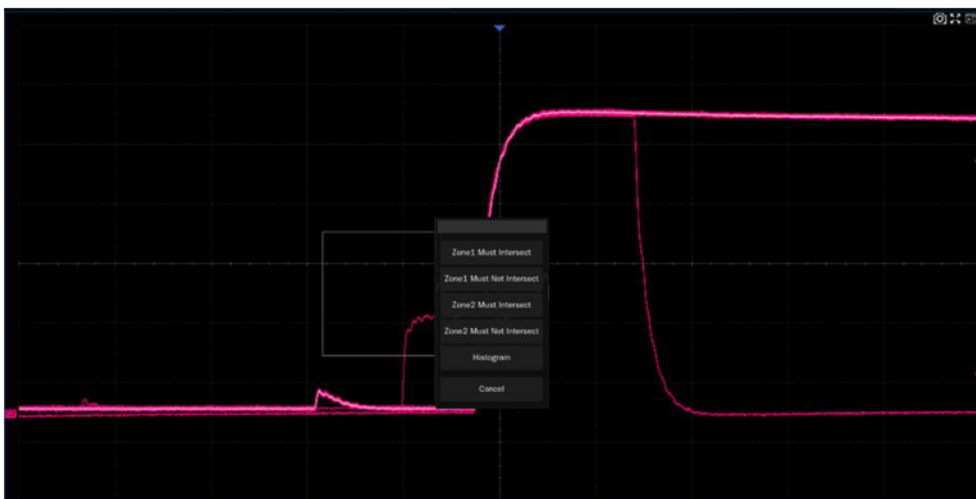 Zone1 Must Intersect
Zone1 Must Not Intersect
Zone2 Must Intersect
Zone2 Must Not Intersect
Histogram
Cancel